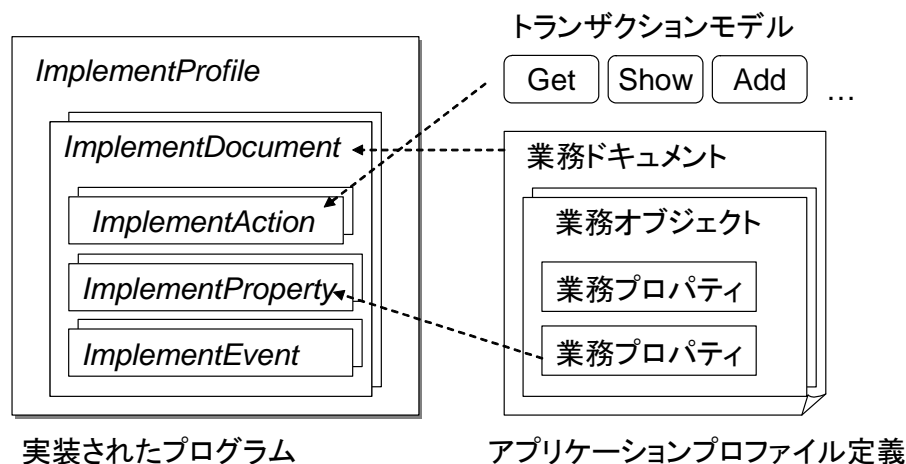 トランザクションモデル
Get Show Add …
ImplementProfile
ImplementDocument
ImplementAction
ImplementProperty
ImplementEvent
業務ドキュメント
業務オブジェクト
業務プロパティ
業務プロパティ
実装されたプログラム
アプリケーションプロファイル定義